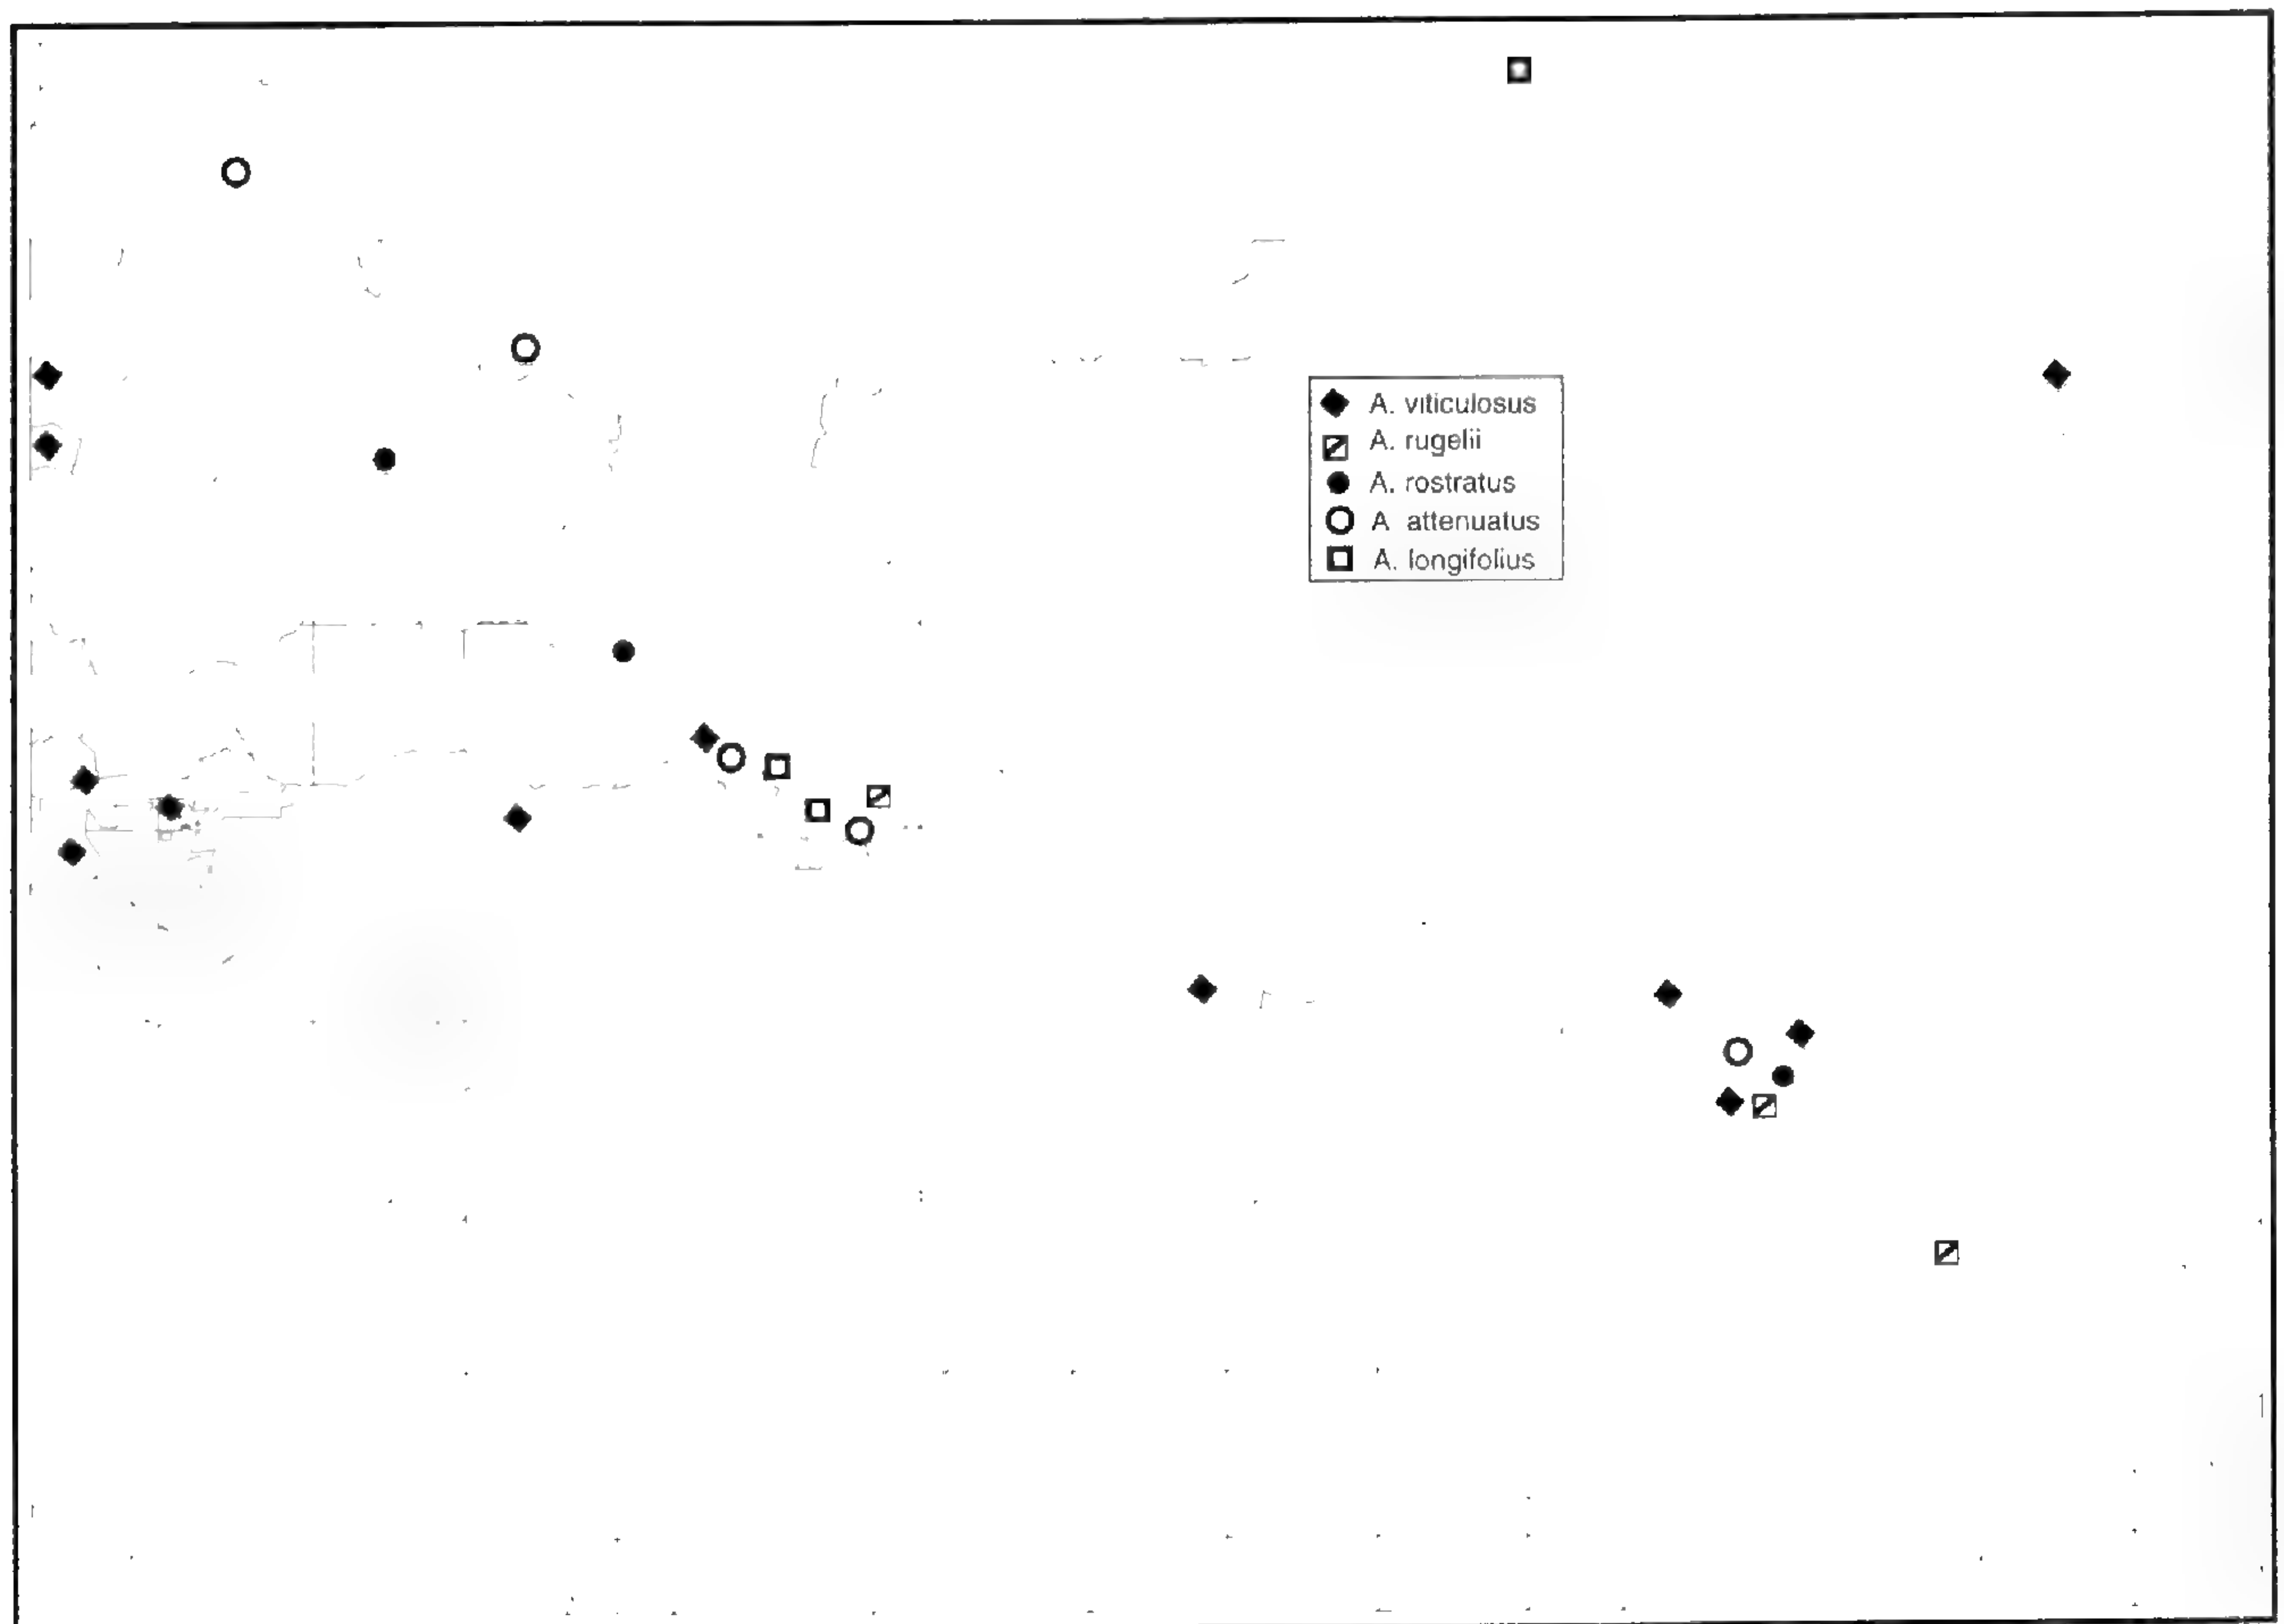 A. viticulosus
A. rugelii
A. rostratus
A attenuatus
A. longifolius